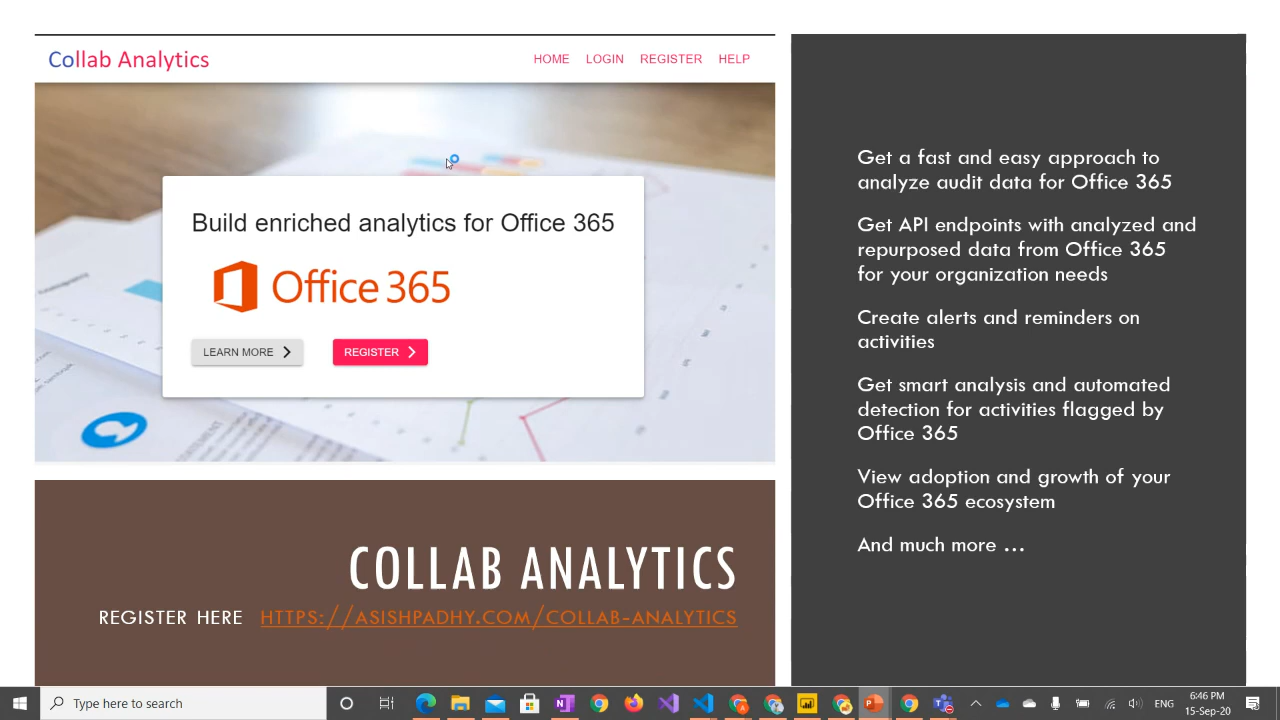 Collab Analytics
HOME LOGIN REGISTER HELP
Build enriched analytics for Office 365
Office 365
LEARN MORE
REGISTER
COLLAB ANALYTICS
REGISTER HERE HTTPS://ASISHPADHY.COM/COLLAB-ANALYTICS
Get a fast and easy approach to
analyze audit data for Office 365
Get API endpoints with analyzed and
repurposed data from Office 365
for your organization needs
Create alerts and reminders on
activities
Get smart analysis and automated
detection for activities flagged by
Office 365
View adoption and growth of your
Office 365 ecosystem
And much more ...
Type here to search
ENG
6:46 PM
15-Sep-20